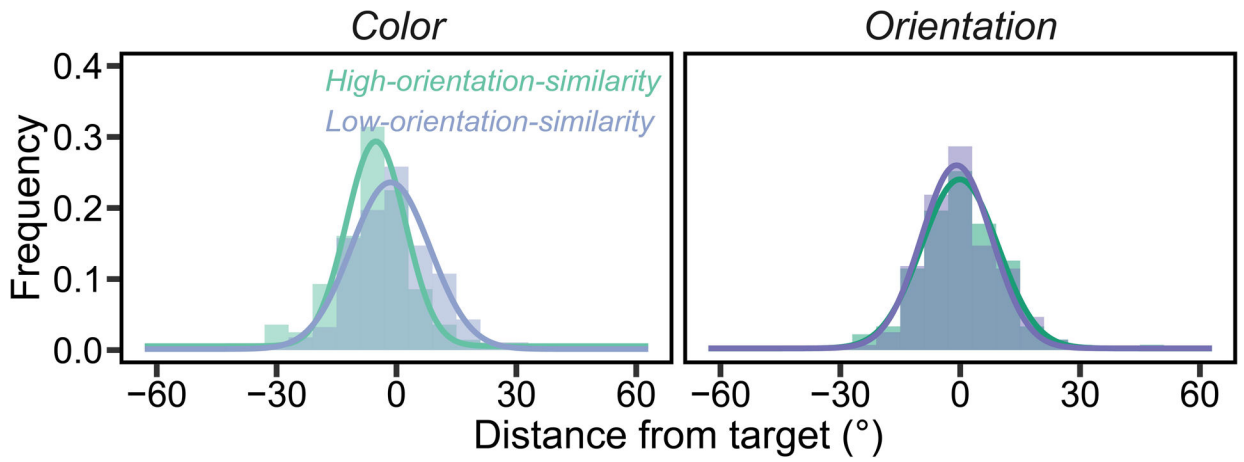 Color
Orientation
High-orientation-similarity
Low-orientation-similarity
Frequency
0.4
0.3
0.2
0.1
0.0
−60 −30 0 30 60
−60 −30 0 30 60
Distance from target (°)